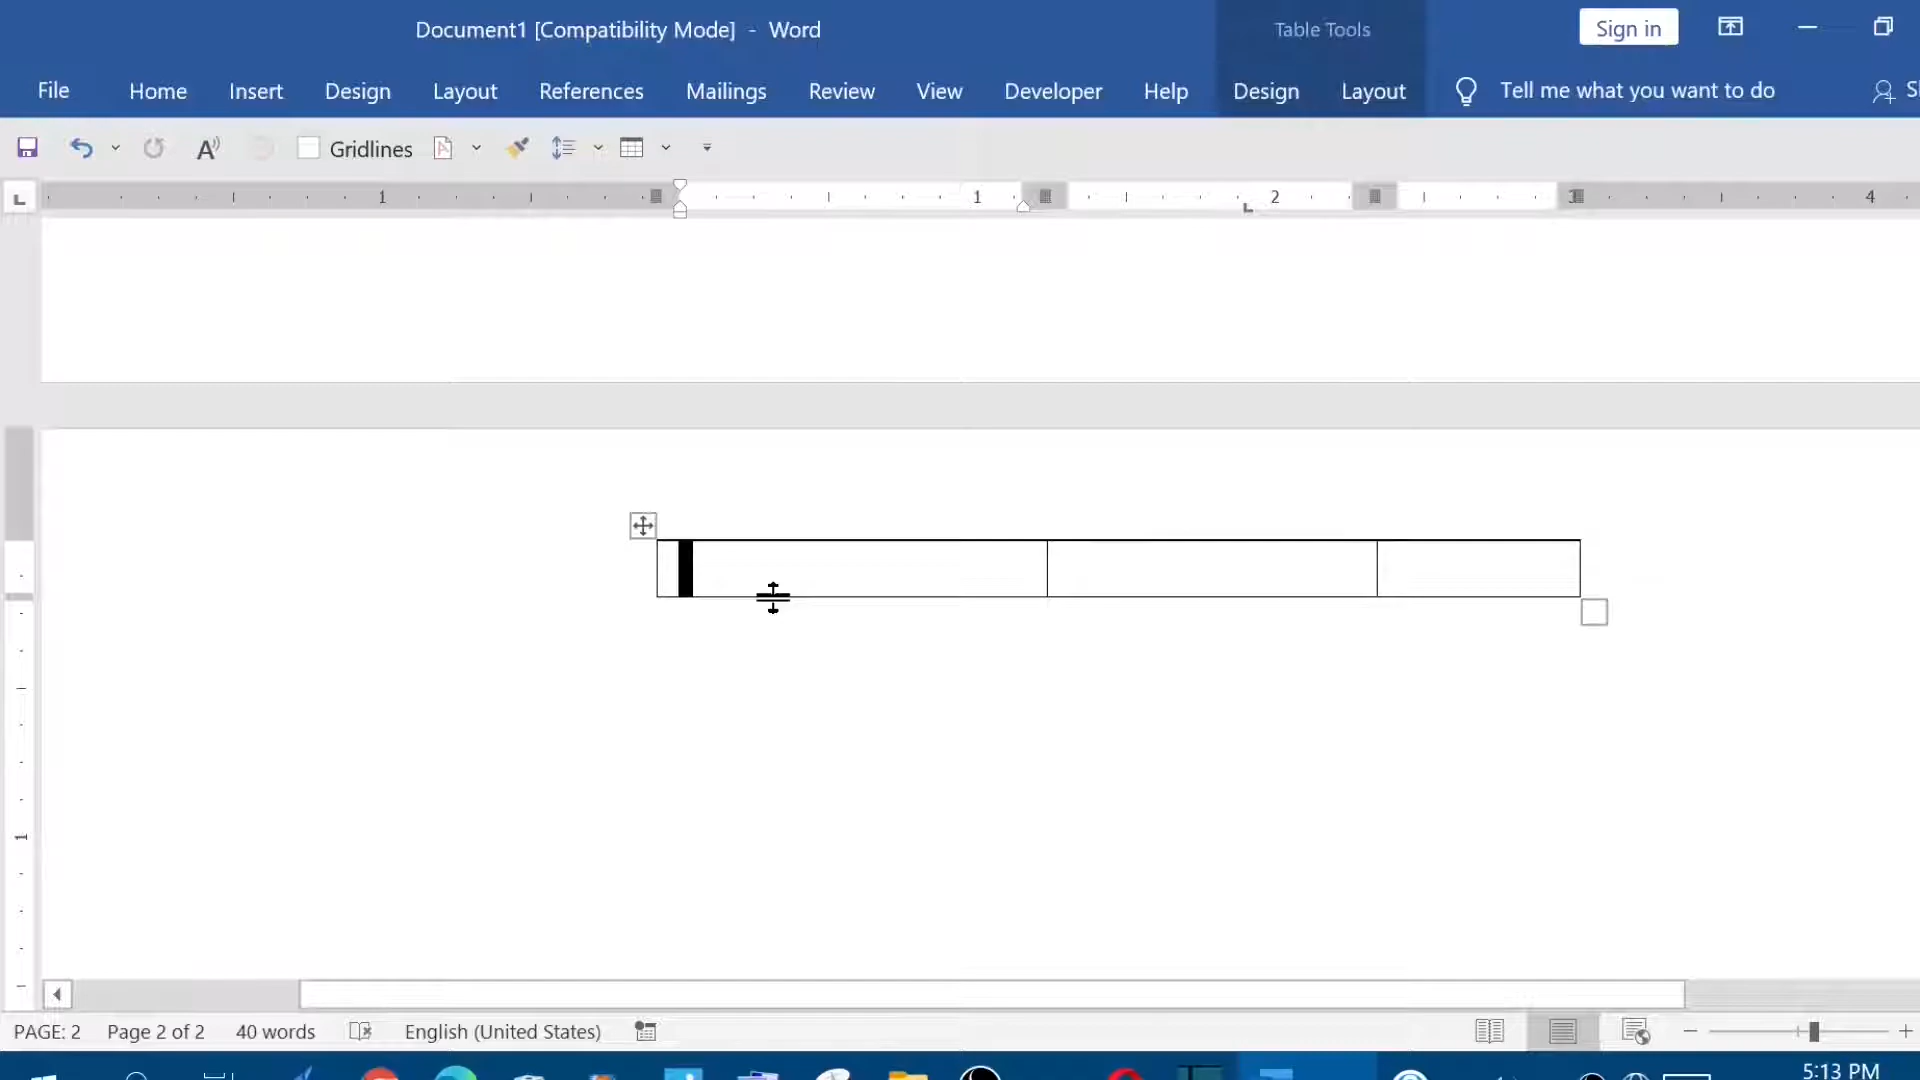 Document1 [Compatibility Mode] - Word
Table Tools
Sign in
File Home Insert Design Layout References Mailings Review View Developer Help Design Layout Tell me what you want to do
Gridlines
1 1 2 3 4
1
PAGE: 2 Page 2 of 2 40 words English (United States)
5:13 PM